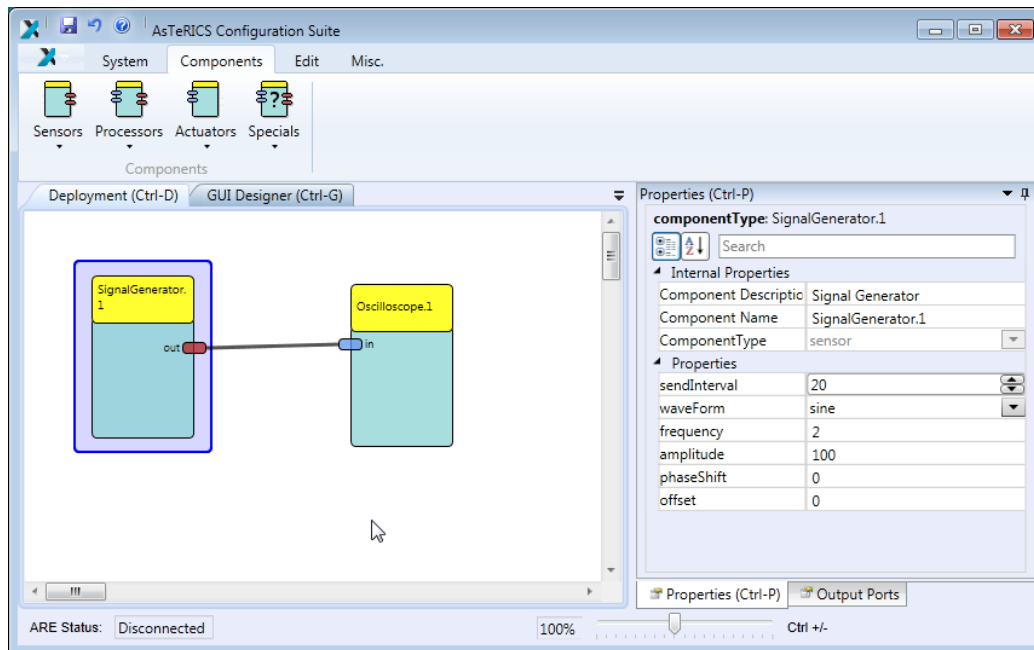 AsTeRICS Configuration Suite
System Components Edit Misc.
Sensors Processors Actuators Specials
Components
Deployment (Ctrl-D) GUI Designer (Ctrl-G)
SignalGenerator.
1
out
Oscilloscope.1
in
Properties (Ctrl-P)
componentType: SignalGenerator.1
Search
Internal Properties
Component Descriptio Signal Generator
Component Name SignalGenerator.1
ComponentType sensor
Properties
sendInterval 20
waveForm sine
frequency 2
amplitude 100
phaseShift 0
offset 0
Properties (Ctrl-P) Output Ports
ARE Status: Disconnected 100% Ctrl +/-